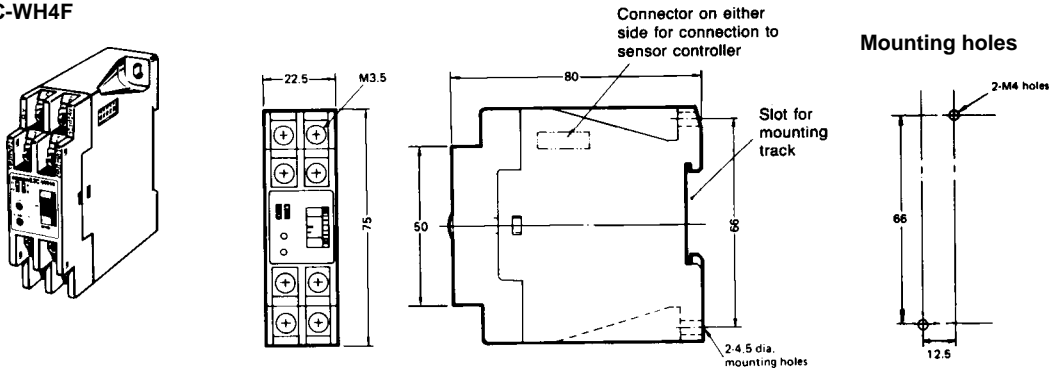 C-WH4F
Connector on either
side for connection to
sensor controller
Mounting holes
22.5
M3.5
80
2-M4 holes
Slot for
mounting
track
50
75
66
66
2-4.5 dia.
mounting holes
12.5